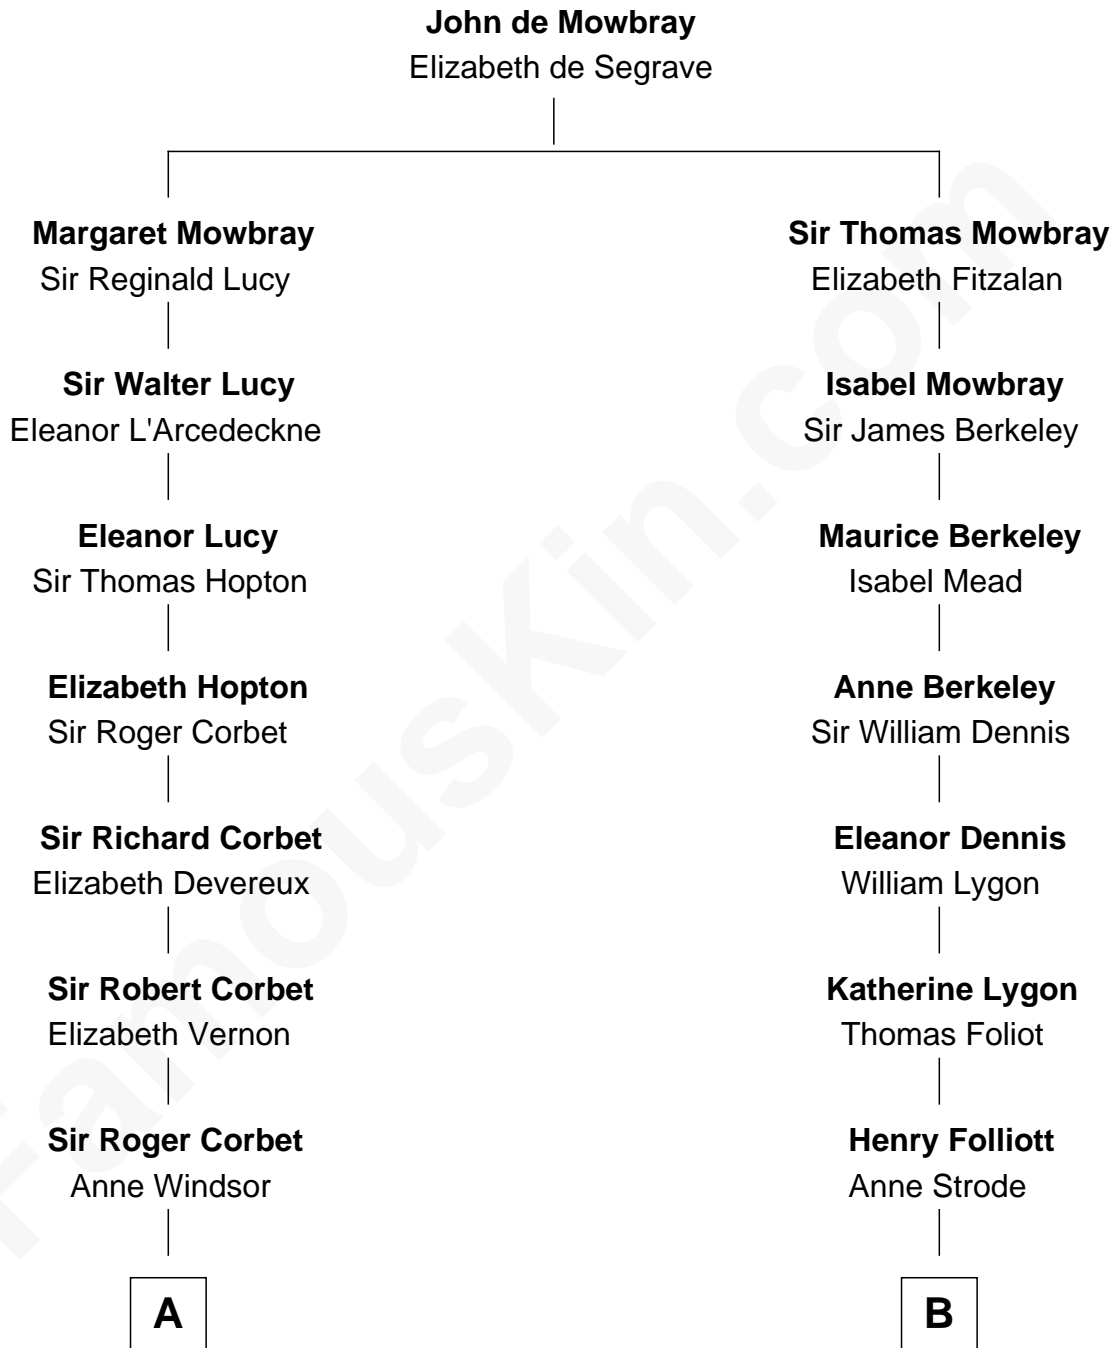 John de Mowbray
Elizabeth de Segrave
Margaret Mowbray
Sir Reginald Lucy
Sir Thomas Mowbray
Elizabeth Fitzalan
Sir Walter Lucy
Eleanor L'Arcedeckne
Isabel Mowbray
Sir James Berkeley
Eleanor Lucy
Sir Thomas Hopton
Maurice Berkeley
Isabel Mead
Elizabeth Hopton
Sir Roger Corbet
Anne Berkeley
Sir William Dennis
Sir Richard Corbet
Elizabeth Devereux
Eleanor Dennis
William Lygon
Sir Robert Corbet
Elizabeth Vernon
Katherine Lygon
Thomas Foliot
Sir Roger Corbet
Anne Windsor
Henry Folliott
Anne Strode
A
B
FamousKin.com